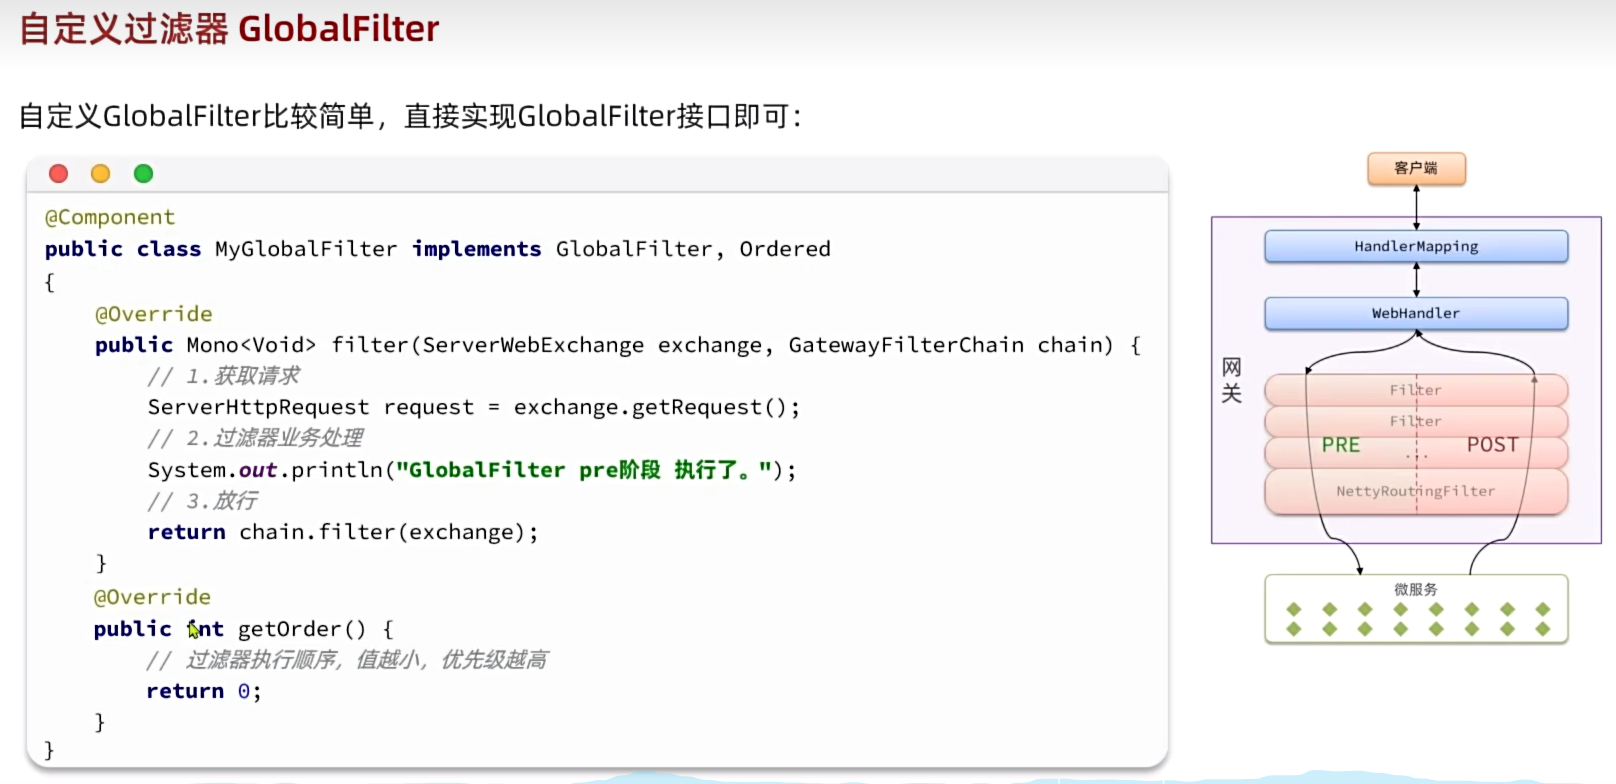 自定义过滤器 GlobalFilter
自定义GlobalFilter比较简单，直接实现GlobalFilter接口即可：
@Component
public class MyGlobalFilter implements GlobalFilter, Ordered
{
@Override
public Mono<Void> filter(ServerWebExchange exchange, GatewayFilterChain chain) {
// 1.获取请求
ServerHttpRequest request = exchange.getRequest();
// 2.过滤器业务处理
System.out.println("GlobalFilter pre阶段 执行了。");
// 3.放行
return chain.filter(exchange);
}
@Override
public int getOrder() {
// 过滤器执行顺序，值越小，优先级越高
return 0;
}
}
客户端
HandlerMapping
WebHandler
网关
Filter
Filter
PRE ... POST
NettyRoutingFilter
微服务